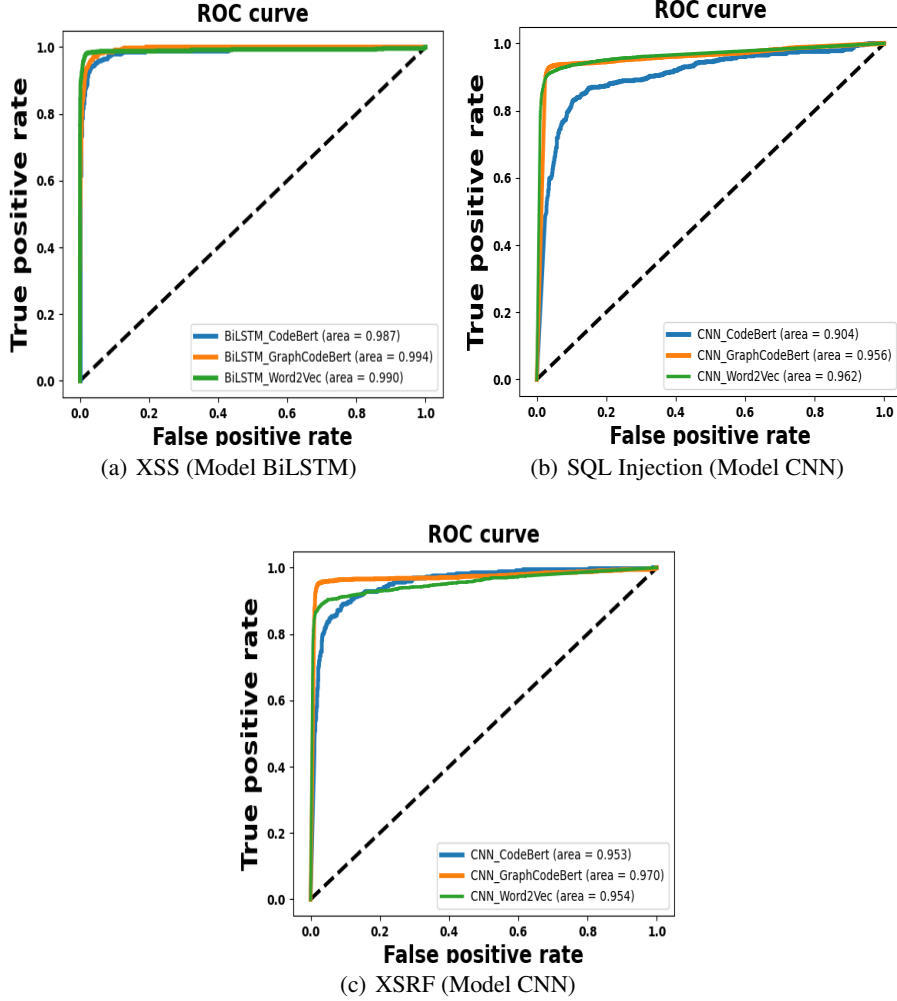 ROC curve
True positive rate
1.0
0.8
0.6
0.4
0.2
0.0
BiLSTM_CodeBert (area = 0.987)
BiLSTM_GraphCodeBert (area = 0.994)
BiLSTM_Word2Vec (area = 0.990)
0.0 0.2 0.4 0.6 0.8 1.0
False positive rate
(a) XSS (Model BiLSTM)
ROC curve
True positive rate
1.0
0.8
0.6
0.4
0.2
0.0
CNN_CodeBert (area = 0.904)
CNN_GraphCodeBert (area = 0.956)
CNN_Word2Vec (area = 0.962)
0.0 0.2 0.4 0.6 0.8 1.0
False positive rate
(b) SQL Injection (Model CNN)
ROC curve
True positive rate
1.0
0.8
0.6
0.4
0.2
0.0
CNN_CodeBert (area = 0.953)
CNN_GraphCodeBert (area = 0.970)
CNN_Word2Vec (area = 0.954)
0.0 0.2 0.4 0.6 0.8 1.0
False positive rate
(c) XSRF (Model CNN)